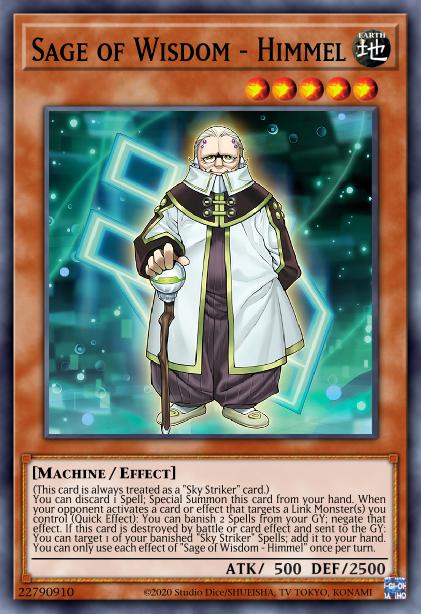 SAGE OF WISDOM - HIMMEL
EARTH
地
[MACHINE / EFFECT]
(This card is always treated as a "Sky Striker" card.)
You can discard 1 Spell; Special Summon this card from your hand. When
your opponent activates a card or effect that targets a Link Monster(s) you
control (Quick Effect): You can banish 2 Spells from your GY; negate that
effect. If this card is destroyed by battle or card effect and sent to the GY:
You can target 1 of your banished "Sky Striker" Spells; add it to your hand.
You can only use each effect of "Sage of Wisdom - Himmel" once per turn.
ATK/ 500 DEF/2500
22790910
©2020 Studio Dice/SHUEISHA, TV TOKYO, KONAMI